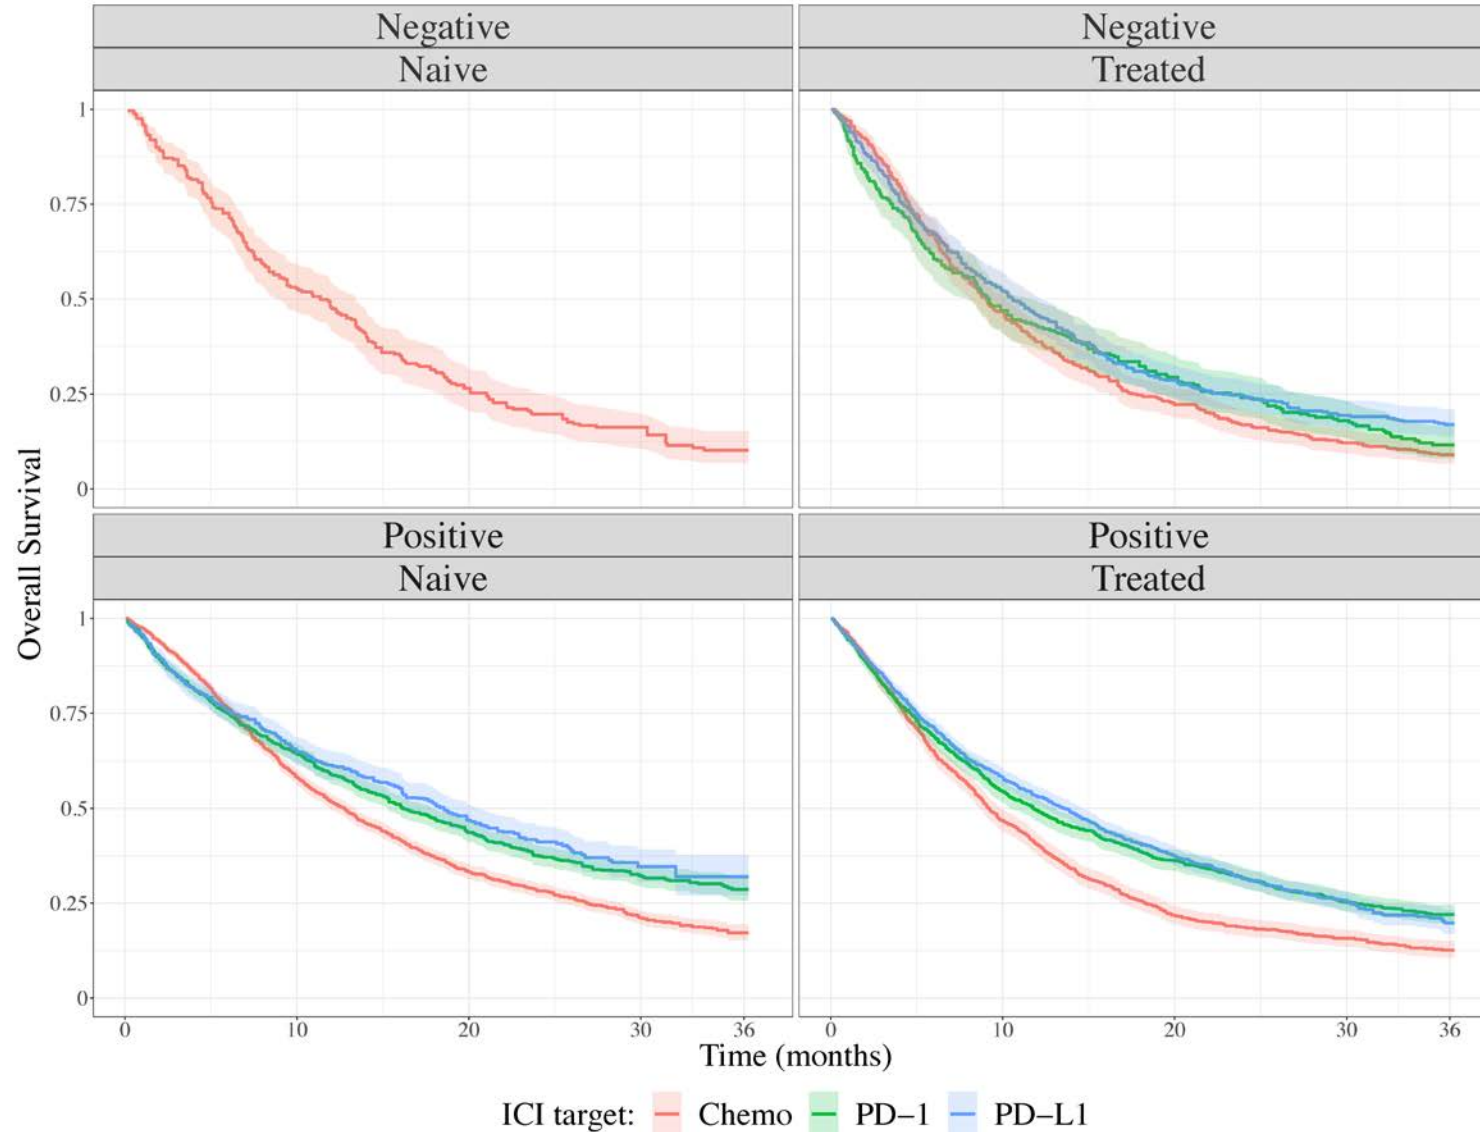 Negative
Negative
Naive
Treated
1
0.75
0.5
0.25
0
Overall Survival
Positive
Positive
Naive
Treated
1
0.75
0.5
0.25
0
0 10 20 30 36
0 10 20 30 36
Time (months)
ICI target: Chemo PD−1 PD−L1